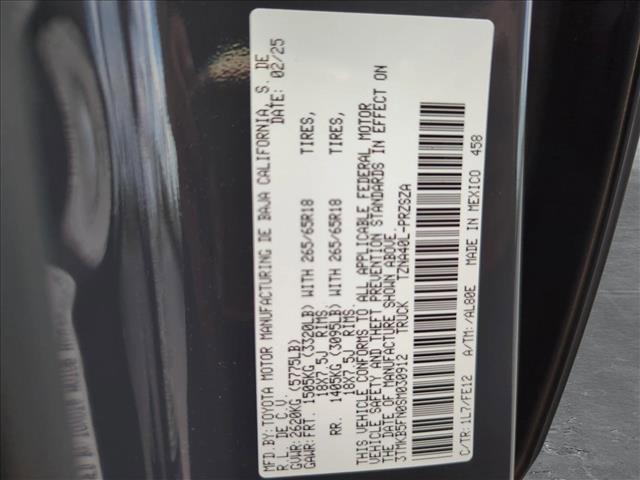 MFD.BY:TOYOTA MOTOR MANUFACTURING DE BAJA CALIFORNIA, S. DE
R.L. DE C.V. DATE: 02/25
GVWR:2620KG (5775LB)
GAWR:FRT. 1505KG (3320LB) WITH 265/65R18 TIRES,
18X7.5J RIMS
RR. 1405KG (3095LB) WITH 265/65R18 TIRES,
18X7.5J RIMS.
THIS VEHICLE CONFORMS TO ALL APPLICABLE FEDERAL MOTOR
VEHICLE SAFETY AND THEFT PREVENTION STANDARDS IN EFFECT ON
THE DATE OF MANUFACTURE SHOWN ABOVE.
3TMKB5FN0SM030912 TRUCK TZNA40L-PRZSZA
C/TR: 1L7/FE12 A/TM: /AL80E MADE IN MEXICO 458